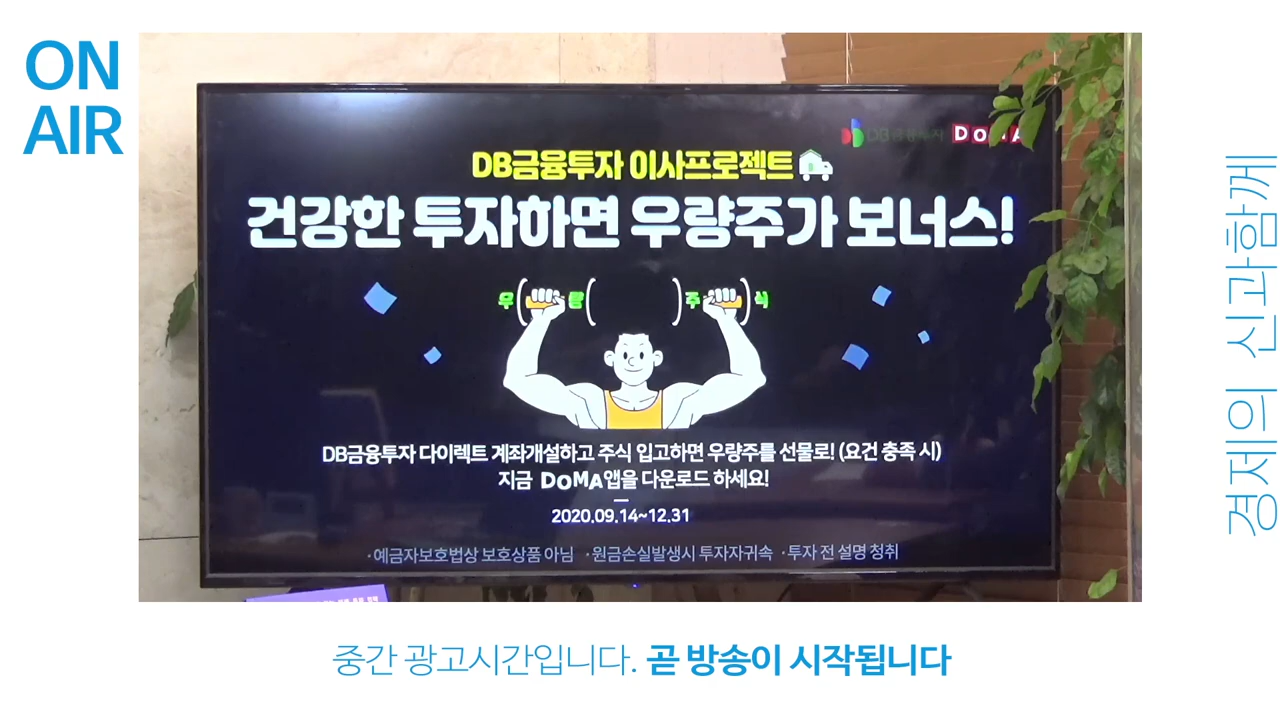 ON
AIR
DB금융투자 DOMA
DB금융투자 이사프로젝트
건강한 투자하면 우량주가 보너스!
우 ( 량 ( ) 주 ) 식
DB금융투자 다이렉트 계좌개설하고 주식 입고하면 우량주를 선물로! (요건 충족 시)
지금 DOMA앱을 다운로드 하세요!
2020.09.14~12.31
·예금자보호법상 보호상품 아님 ·원금손실발생시 투자자귀속 ·투자 전 설명 청취
경제의 신과함께
중간 광고시간입니다. 곧 방송이 시작됩니다